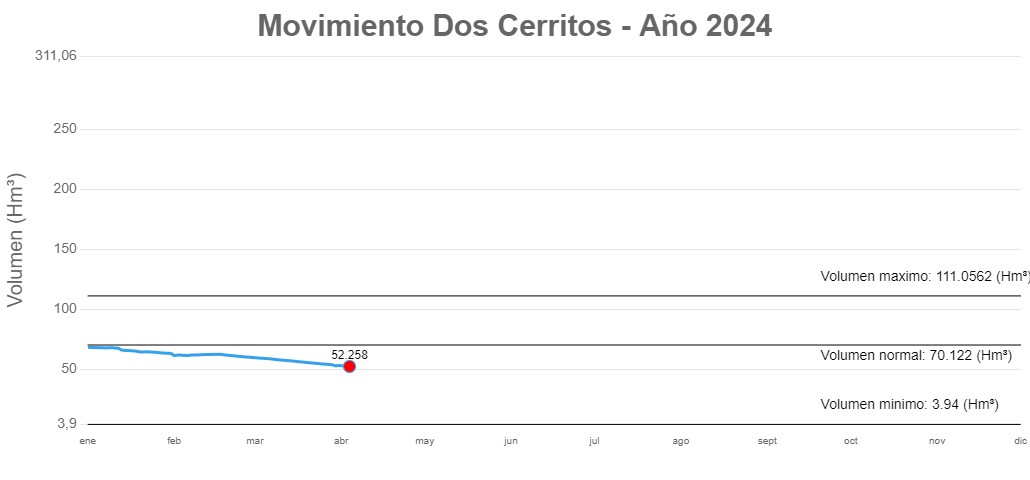 Movimiento Dos Cerritos - Año 2024
311,06
250
200
150
100
50
3,9
Volumen (Hm³)
Volumen maximo: 111.0562 (Hm³)
Volumen normal: 70.122 (Hm³)
Volumen minimo: 3.94 (Hm³)
52.258
ene feb mar abr may jun jul ago sept oct nov dic